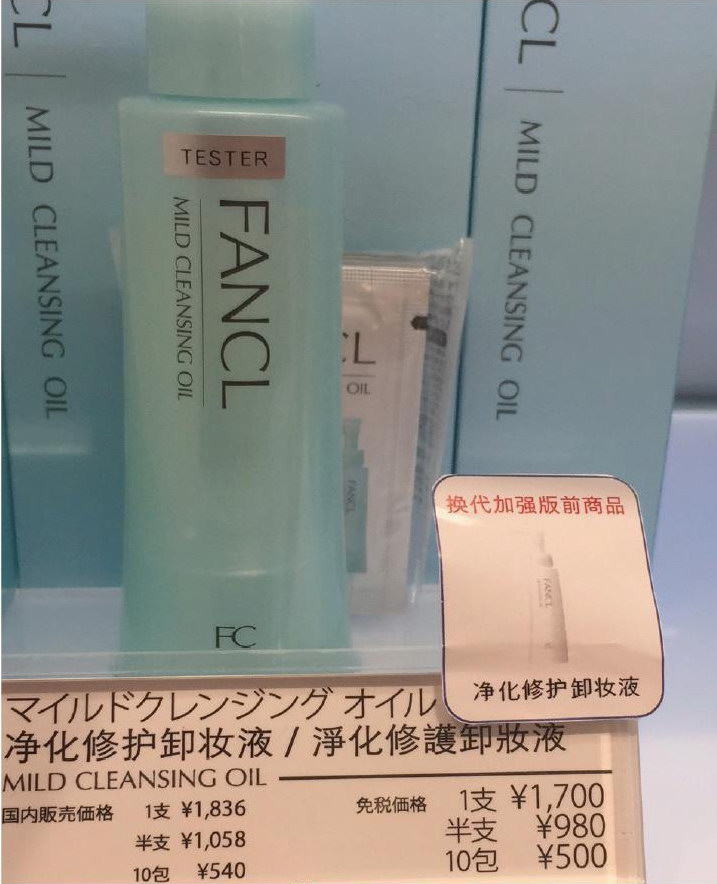 CL
MILD CLEANSING OIL
TESTER
FANCL
MILD CLEANSING OIL
FC
CL
OIL
FANCL
CL
MILD CLEANSING OIL
换代加强版前商品
FANCL
净化修护卸妆液
マイルドクレンジング オイル
净化修护卸妆液 / 淨化修護卸妝液
MILD CLEANSING OIL
国内販売価格 1支 ¥1,836
半支 ¥1,058
10包 ¥540
免税価格 1支 ¥1,700
半支 ¥980
10包 ¥500